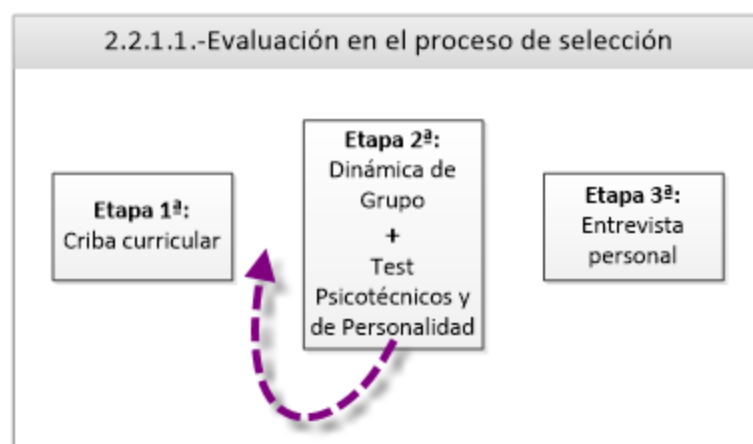 2.2.1.1.-Evaluación en el proceso de selección
Etapa 1ª:
Criba curricular
Etapa 2ª:
Dinámica de
Grupo
+
Test
Psicotécnicos y
de Personalidad
Etapa 3ª:
Entrevista
personal